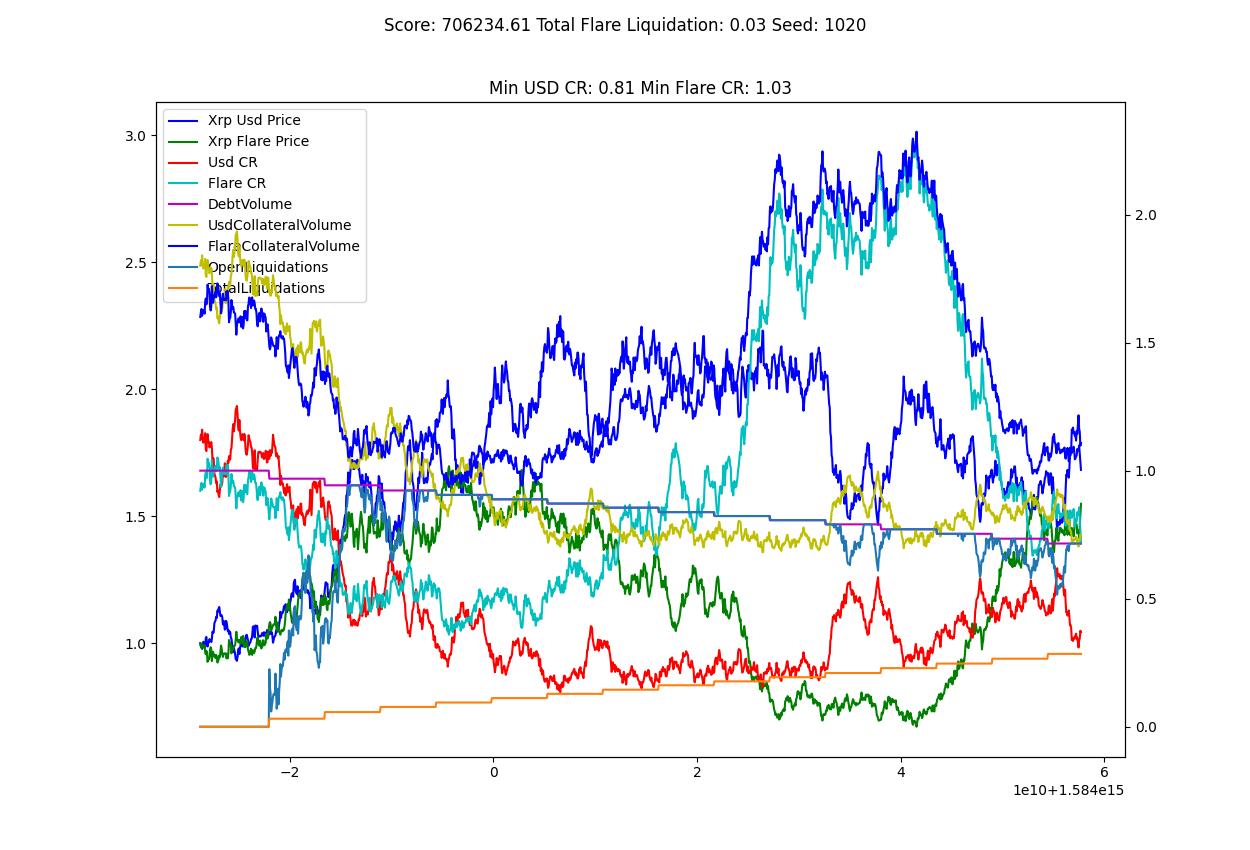 Score: 706234.61 Total Flare Liquidation: 0.03 Seed: 1020
Min USD CR: 0.81 Min Flare CR: 1.03
Xrp Usd Price
Xrp Flare Price
Usd CR
Flare CR
DebtVolume
UsdCollateralVolume
FlareCollateralVolume
OpenLiquidations
TotalLiquidations
3.0
2.5
2.0
1.5
1.0
2.0
1.5
1.0
0.5
0.0
−2
0
2
4
6
1e10+1.584e15